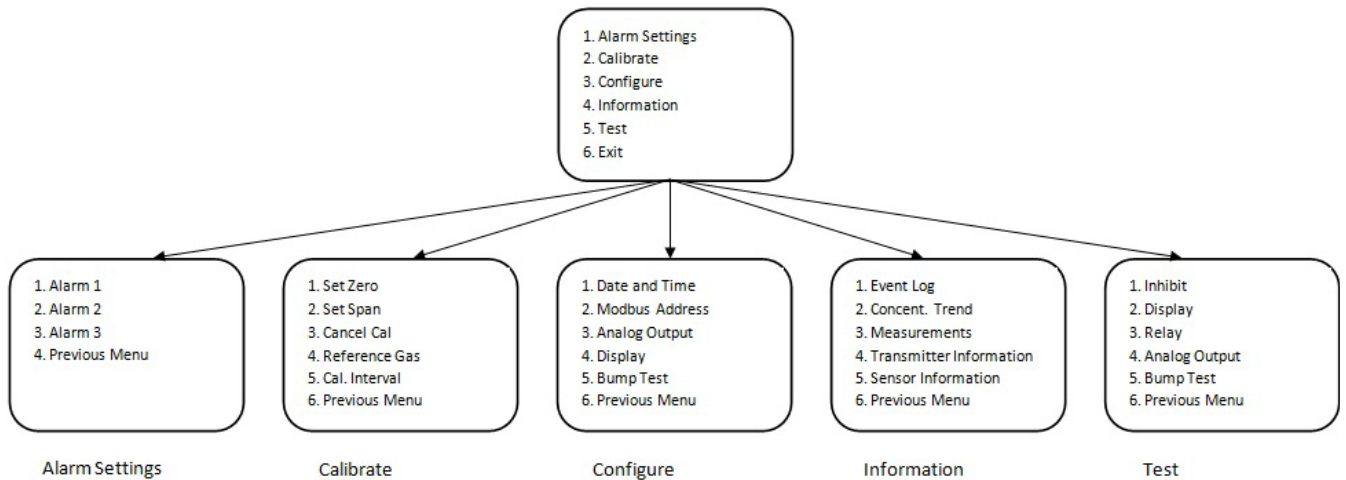 1. Alarm Settings
2. Calibrate
3. Configure
4. Information
5. Test
6. Exit
1. Alarm 1
2. Alarm 2
3. Alarm 3
4. Previous Menu
1. Set Zero
2. Set Span
3. Cancel Cal
4. Reference Gas
5. Cal. Interval
6. Previous Menu
1. Date and Time
2. Modbus Address
3. Analog Output
4. Display
5. Bump Test
6. Previous Menu
1. Event Log
2. Concent. Trend
3. Measurements
4. Transmitter Information
5. Sensor Information
6. Previous Menu
1. Inhibit
2. Display
3. Relay
4. Analog Output
5. Bump Test
6. Previous Menu
Alarm Settings
Calibrate
Configure
Information
Test